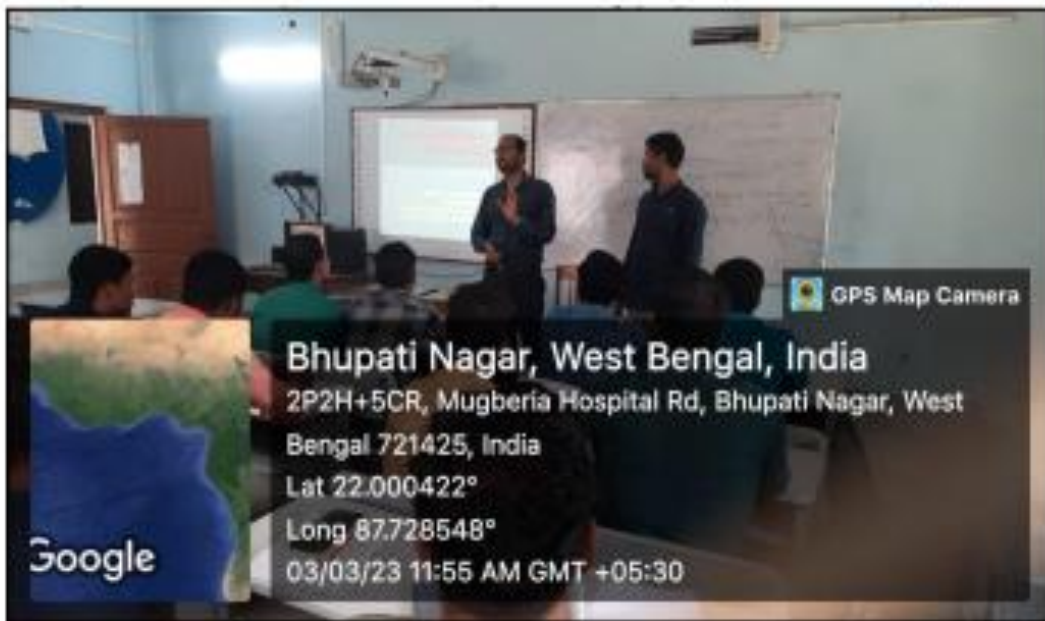 GPS Map Camera
Bhupati Nagar, West Bengal, India
2P2H+5CR, Mugberia Hospital Rd, Bhupati Nagar, West
Bengal 721425, India
Lat 22.000422°
Long 87.728548°
03/03/23 11:55 AM GMT +05:30
Google